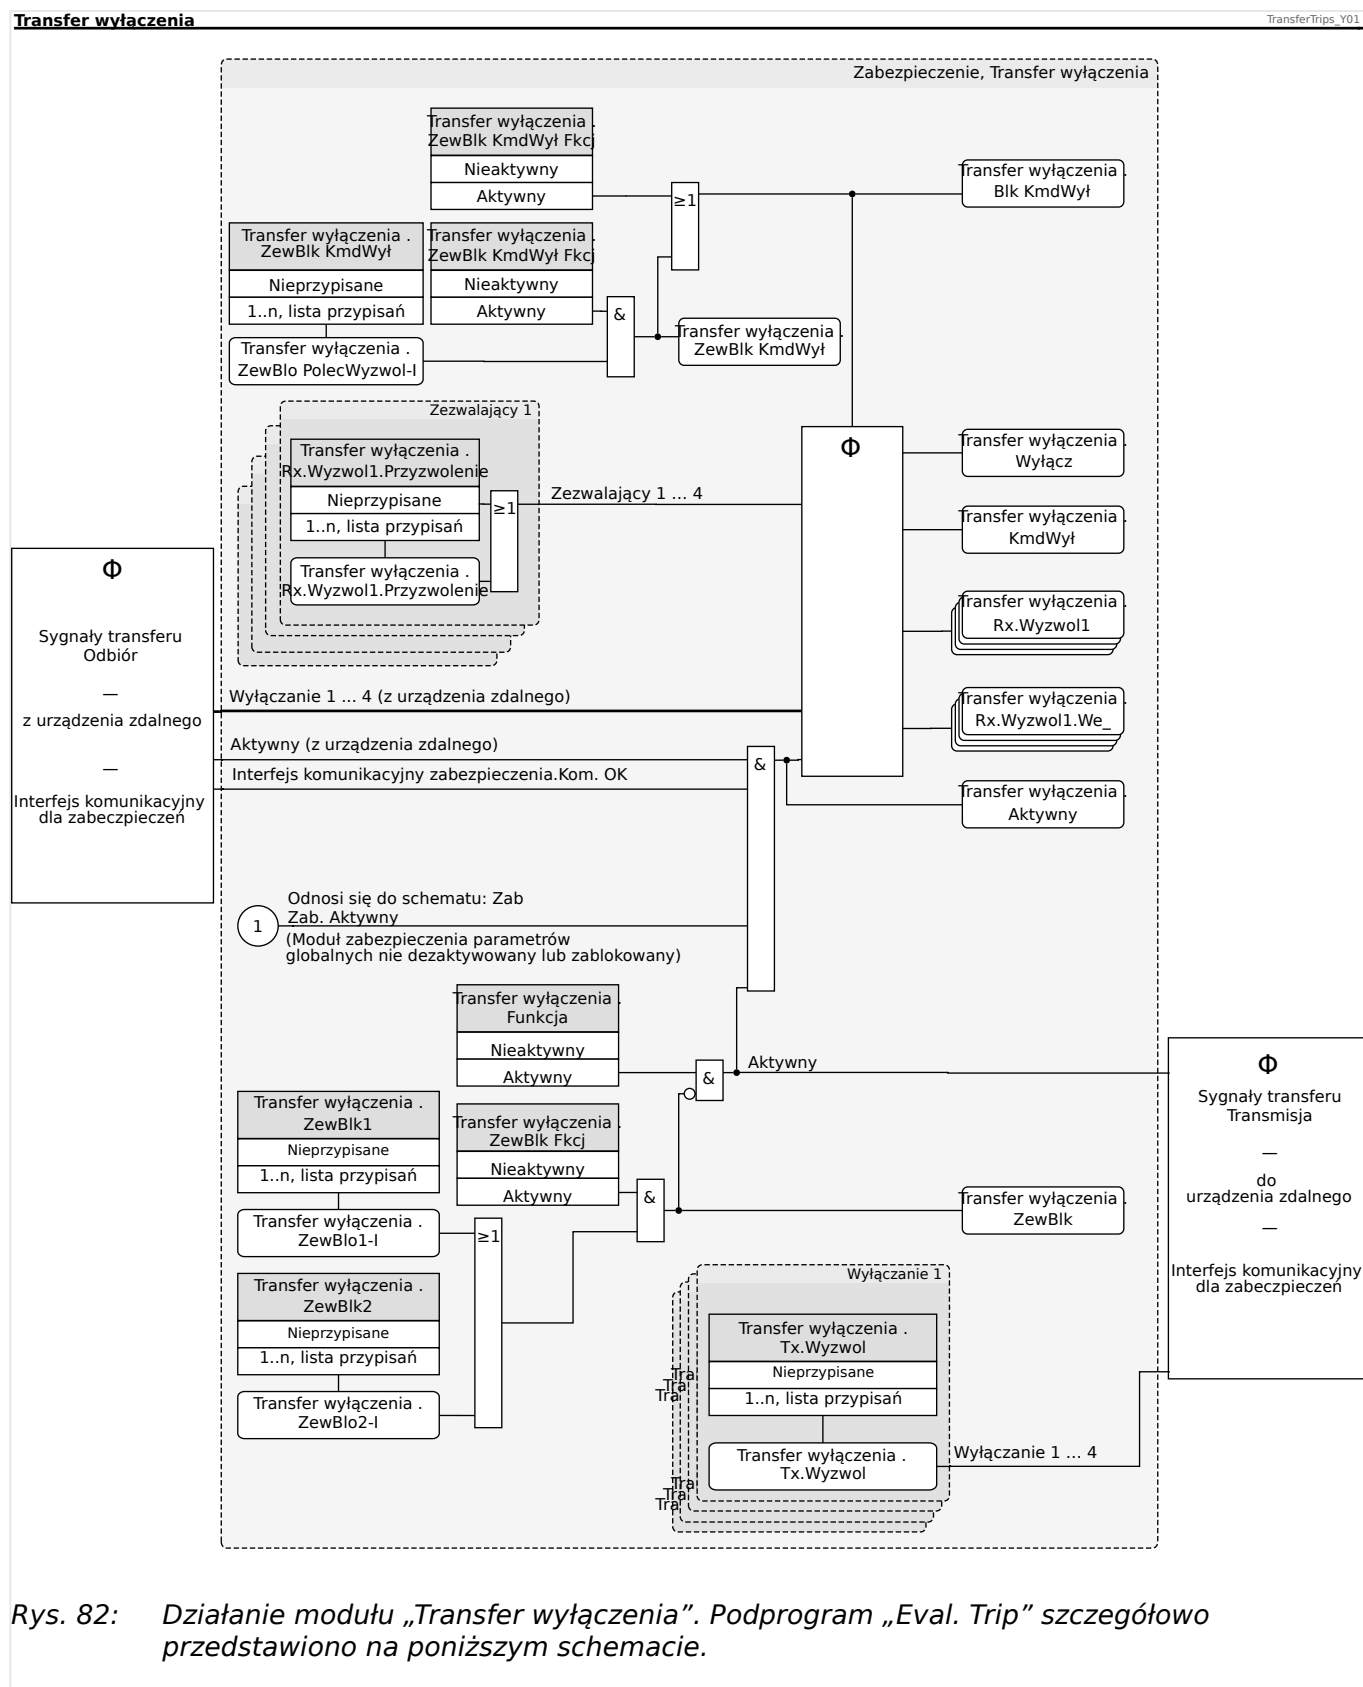 Transfer wyłączenia
TransferTrips_Y01
Zabezpieczenie, Transfer wyłączenia
Transfer wyłączenia .
ZewBlk KmdWył Fkcj
Nieaktywny
Aktywny
≥1
Transfer wyłączenia .
Blk KmdWył
Transfer wyłączenia .
ZewBlk KmdWył
Nieprzypisane
1..n, lista przypisań
Transfer wyłączenia .
ZewBlo PolecWyzwol-I
Transfer wyłączenia .
ZewBlk KmdWył Fkcj
Nieaktywny
Aktywny
&
Transfer wyłączenia .
ZewBlk KmdWył
Zezwalający 1
Transfer wyłączenia .
Rx.Wyzwol1.Przyzwolenie
Nieprzypisane
1..n, lista przypisań
≥1
Transfer wyłączenia .
Rx.Wyzwol1.Przyzwolenie
Zezwalający 1 ... 4
Φ
Transfer wyłączenia .
Wyłącz
Transfer wyłączenia .
KmdWył
Transfer wyłączenia .
Rx.Wyzwol1
Transfer wyłączenia .
Rx.Wyzwol1.We_
Transfer wyłączenia .
Aktywny
Φ
Sygnały transferu
Odbiór
—
z urządzenia zdalnego
—
Interfejs komunikacyjny
dla zabeczpieczeń
Wyłączanie 1 ... 4 (z urządzenia zdalnego)
Aktywny (z urządzenia zdalnego)
Interfejs komunikacyjny zabezpieczenia.Kom. OK
&
1
Odnosi się do schematu: Zab
Zab. Aktywny
(Moduł zabezpieczenia parametrów
globalnych nie dezaktywowany lub zablokowany)
Transfer wyłączenia .
Funkcja
Nieaktywny
Aktywny
&
Aktywny
Transfer wyłączenia .
ZewBlk1
Nieprzypisane
1..n, lista przypisań
Transfer wyłączenia .
ZewBlo1-I
Transfer wyłączenia .
ZewBlk Fkcj
Nieaktywny
Aktywny
&
≥1
Transfer wyłączenia .
ZewBlk
Transfer wyłączenia .
ZewBlk2
Nieprzypisane
1..n, lista przypisań
Transfer wyłączenia .
ZewBlo2-I
Wyłączanie 1
Transfer wyłączenia .
Tx.Wyzwol
Nieprzypisane
1..n, lista przypisań
Tra
Tra
Tra
Transfer wyłączenia .
Tx.Wyzwol
Tra
Tra
Tra
Wyłączanie 1 ... 4
Φ
Sygnały transferu
Transmisja
—
do
urządzenia zdalnego
—
Interfejs komunikacyjny
dla zabeczpieczeń
Rys. 82: Działanie modułu „Transfer wyłączenia”. Podprogram „Eval. Trip” szczegółowo
przedstawiono na poniższym schemacie.